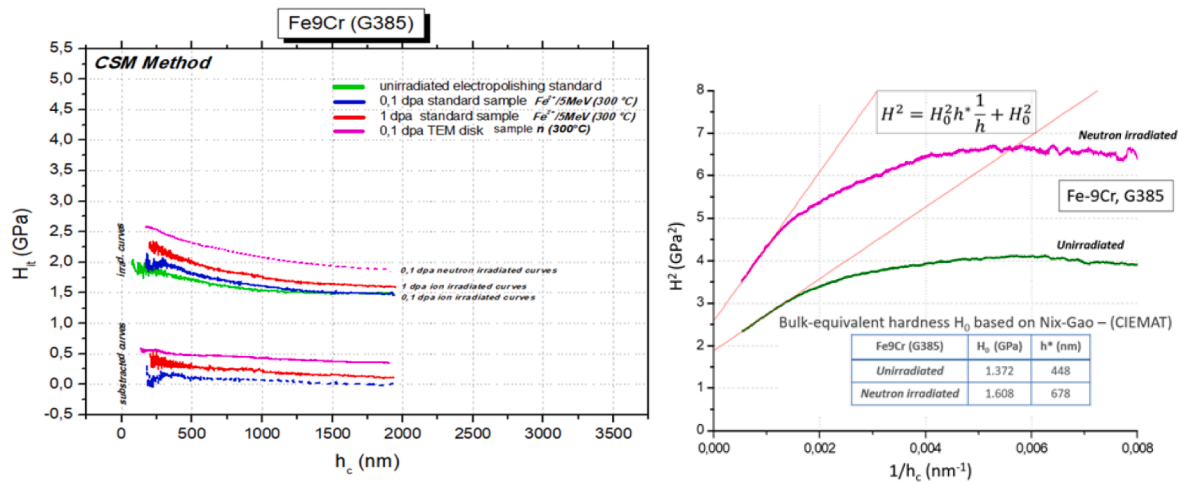 Fe9Cr (G385)
CSM Method
unirradiated electropolishing standard
0,1 dpa standard sample Fe²⁺/5MeV (300 ºC)
1 dpa standard sample Fe²⁺/5MeV (300 ºC)
0,1 dpa TEM disk sample n (300ºC)
5,5
5,0
4,5
4,0
3,5
3,0
2,5
2,0
1,5
1,0
0,5
0,0
-0,5
H_it (GPa)
irrd. curves
substracted curves
0,1 dpa neutron irradiated curves
1 dpa ion irradiated curves
0,1 dpa ion irradiated curves
0 500 1000 1500 2000 2500 3000 3500
h_c (nm)
8
7
6
5
4
3
2
1
0
H² (GPa²)
H² = H₀²h* 1/h + H₀²
Neutron irradiated
Fe-9Cr, G385
Unirradiated
Bulk-equivalent hardness H₀ based on Nix-Gao – (CIEMAT)
Fe9Cr (G385) H₀ (GPa) h* (nm)
Unirradiated 1.372 448
Neutron irradiated 1.608 678
0,000 0,002 0,004 0,006 0,008
1/h_c (nm⁻¹)